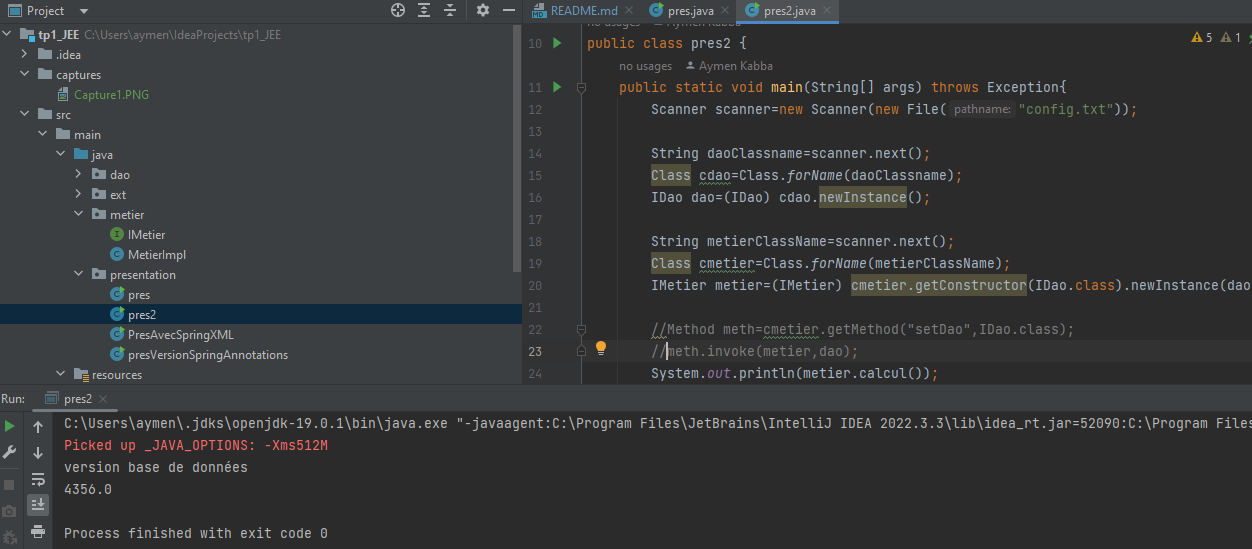 Project
tp1_JEE C:\Users\aymen\IdeaProjects\tp1_JEE
.idea
captures
Capture1.PNG
src
main
java
dao
ext
metier
IMetier
MetierImpl
presentation
pres
pres2
PresAvecSpringXML
presVersionSpringAnnotations
resources
README.md pres.java pres2.java
no usages Aymen Kabba
5 1
10 public class pres2 {
no usages Aymen Kabba
11 public static void main(String[] args) throws Exception{
12 Scanner scanner=new Scanner(new File( pathname: "config.txt"));
13
14 String daoClassname=scanner.next();
15 Class cdao=Class.forName(daoClassname);
16 IDao dao=(IDao) cdao.newInstance();
17
18 String metierClassName=scanner.next();
19 Class cmetier=Class.forName(metierClassName);
20 IMetier metier=(IMetier) cmetier.getConstructor(IDao.class).newInstance(dao
21
22 //Method meth=cmetier.getMethod("setDao",IDao.class);
23 //meth.invoke(metier,dao);
24 System.out.println(metier.calcul());
Run: pres2
C:\Users\aymen\.jdks\openjdk-19.0.1\bin\java.exe "-javaagent:C:\Program Files\JetBrains\IntelliJ IDEA 2022.3.3\lib\idea_rt.jar=52090:C:\Program Files
Picked up _JAVA_OPTIONS: -Xms512M
version base de données
4356.0
Process finished with exit code 0